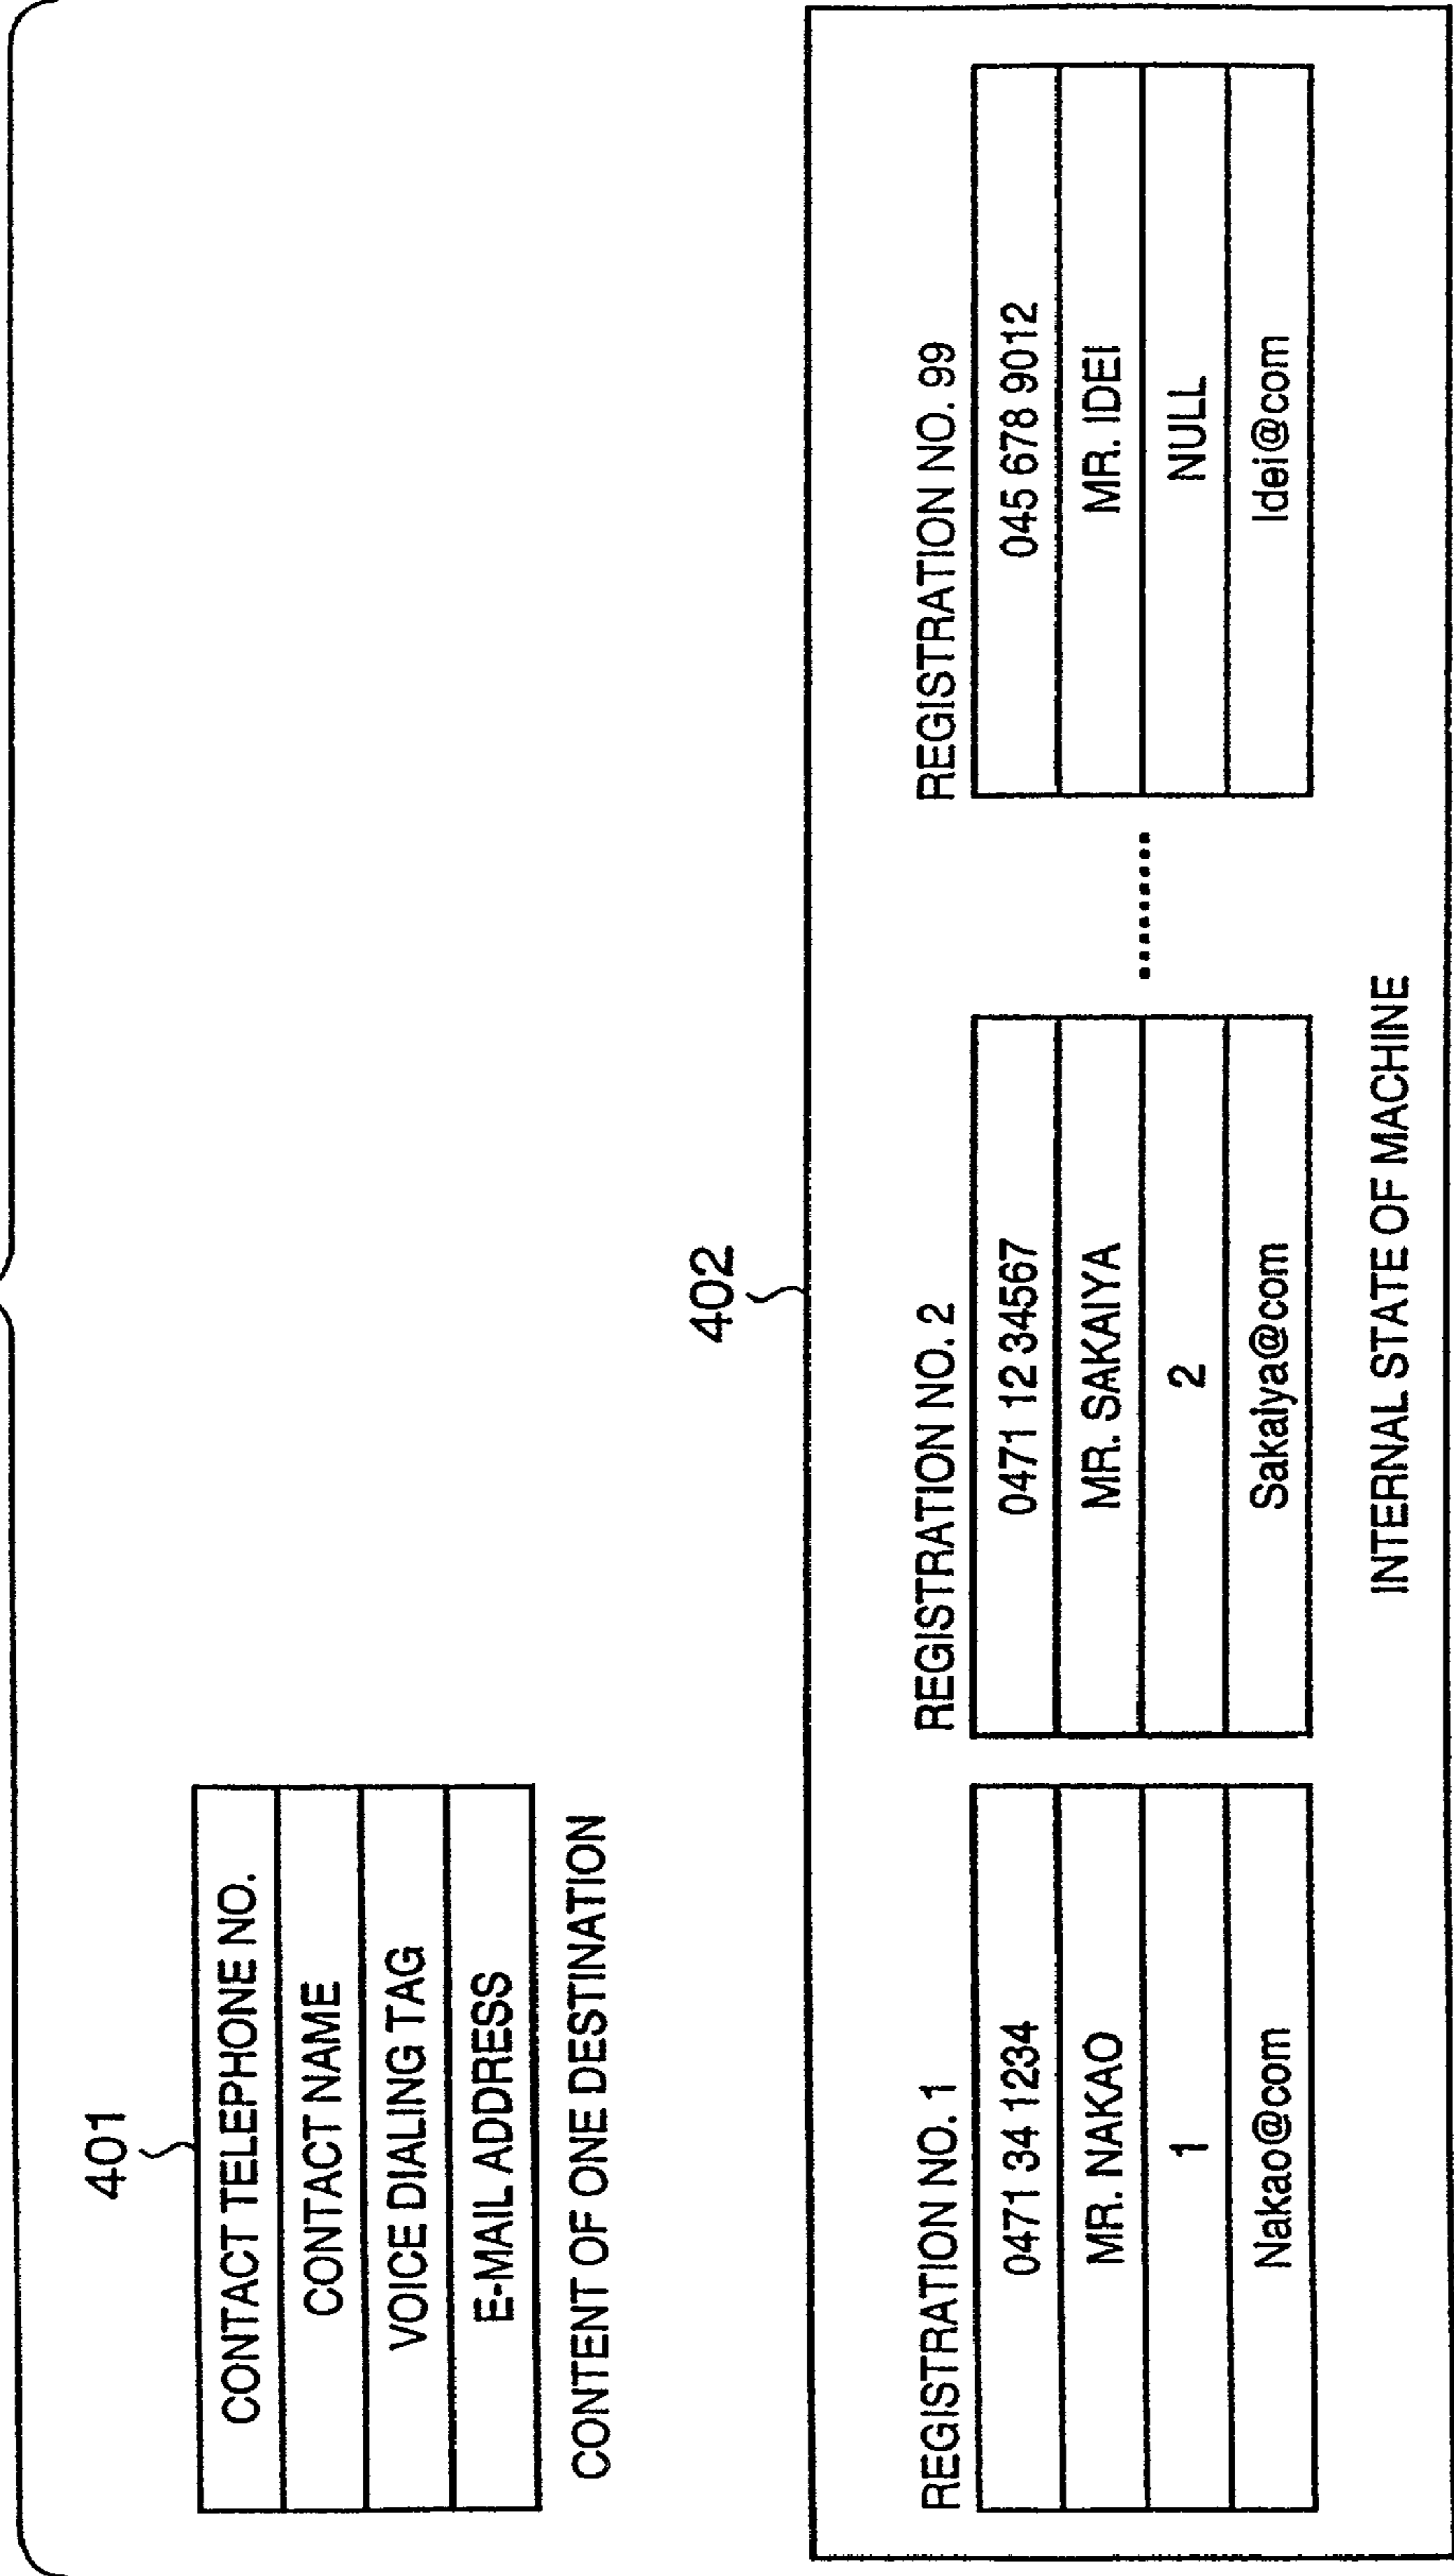 401
CONTACT TELEPHONE NO.
CONTACT NAME
VOICE DIALING TAG
E-MAIL ADDRESS
CONTENT OF ONE DESTINATION
402
REGISTRATION NO. 1
0471 34 1234
MR. NAKAO
1
Nakao@com
REGISTRATION NO. 2
0471 12 34567
MR. SAKAIYA
2
Sakaiya@com
.........
REGISTRATION NO. 99
045 678 9012
MR. IDEI
NULL
Idei@com
INTERNAL STATE OF MACHINE